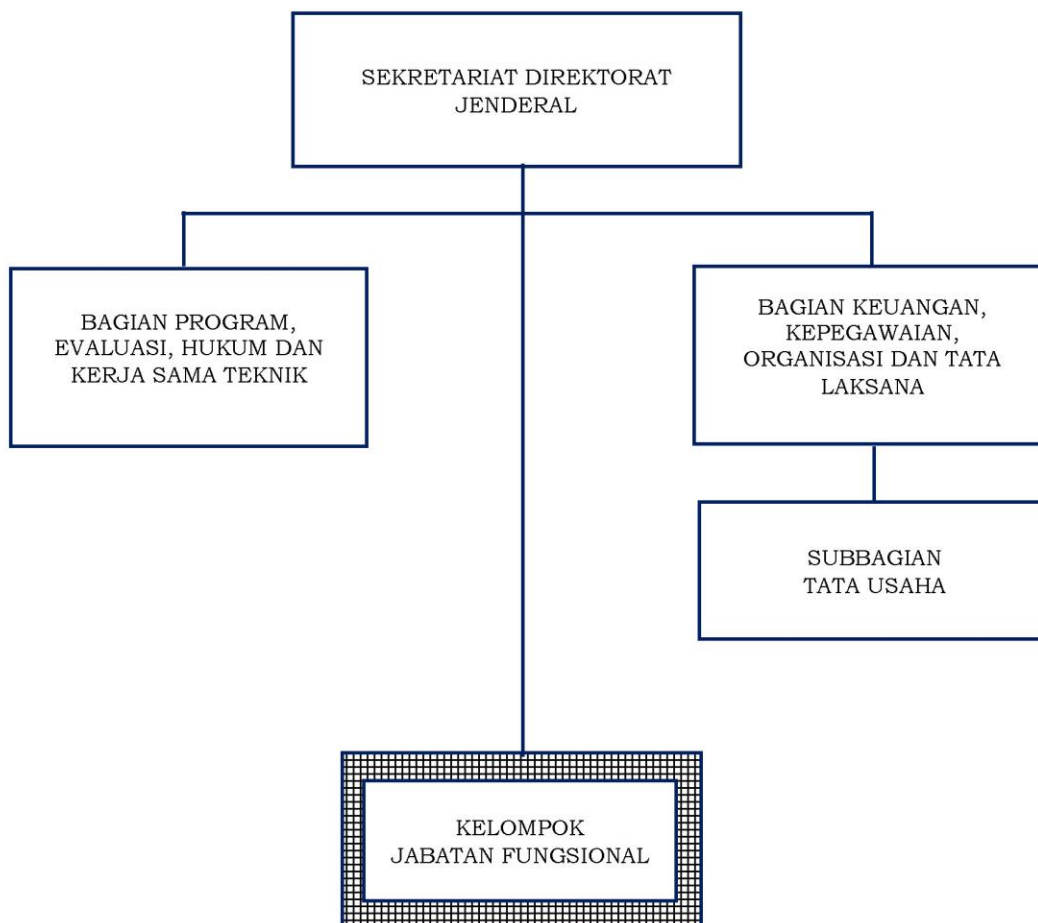 SEKRETARIAT DIREKTORAT
JENDERAL
BAGIAN PROGRAM,
EVALUASI, HUKUM DAN
KERJA SAMA TEKNIK
BAGIAN KEUANGAN,
KEPEGAWAIAN,
ORGANISASI DAN TATA
LAKSANA
SUBBAGIAN
TATA USAHA
KELOMPOK
JABATAN FUNGSIONAL